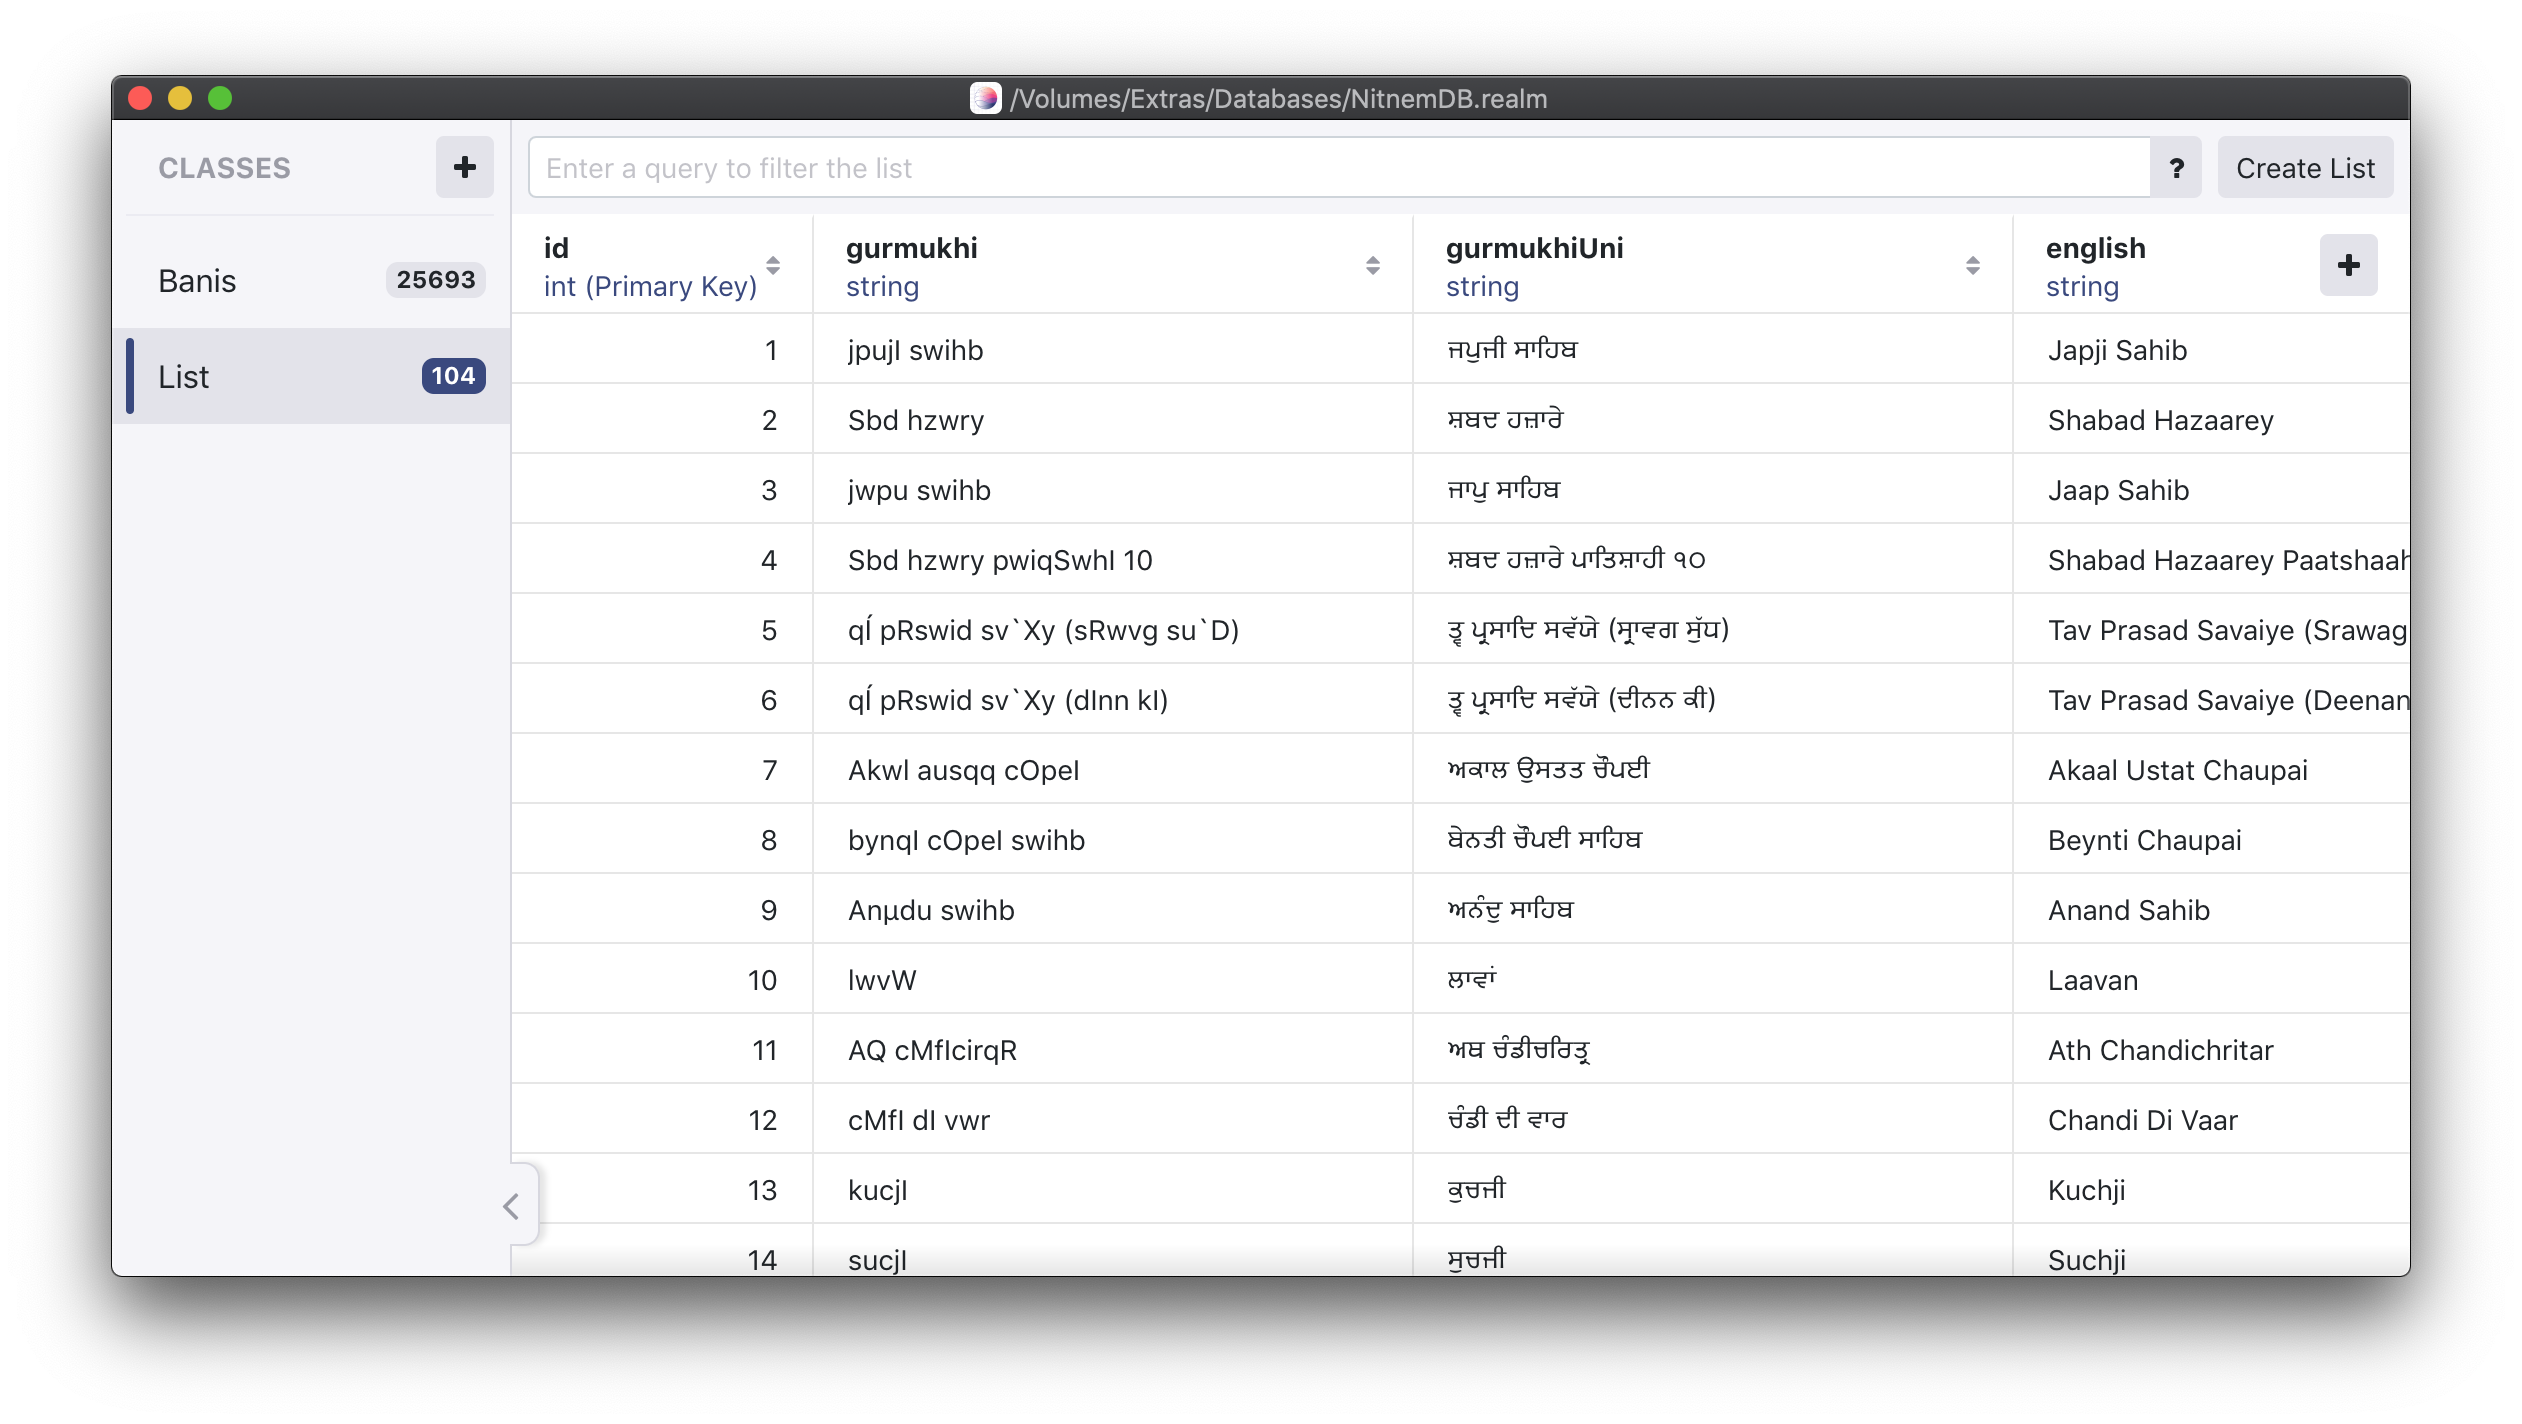 /Volumes/Extras/Databases/NitnemDB.realm
CLASSES
Banis 25693
List 104
Enter a query to filter the list ? Create List
id gurmukhi gurmukhiUni english
int (Primary Key) string string string
1 jpujI swihb ਜਪੁਜੀ ਸਾਹਿਬ Japji Sahib
2 Sbd hzwry ਸ਼ਬਦ ਹਜ਼ਾਰੇ Shabad Hazaarey
3 jwpu swihb ਜਾਪੁ ਸਾਹਿਬ Jaap Sahib
4 Sbd hzwry pwiqSwhI 10 ਸ਼ਬਦ ਹਜ਼ਾਰੇ ਪਾਤਿਸ਼ਾਹੀ ੧੦ Shabad Hazaarey Paatshaah
5 qÍ pRswid sv`Xy (sRwvg su`D) ਤ੍ਵ ਪ੍ਰਸਾਦਿ ਸਵੱਯੇ (ਸ੍ਰਾਵਗ ਸੁੱਧ) Tav Prasad Savaiye (Srawag
6 qÍ pRswid sv`Xy (dInn kI) ਤ੍ਵ ਪ੍ਰਸਾਦਿ ਸਵੱਯੇ (ਦੀਨਨ ਕੀ) Tav Prasad Savaiye (Deenan
7 Akwl ausqq cOpeI ਅਕਾਲ ਉਸਤਤ ਚੌਪਈ Akaal Ustat Chaupai
8 bynqI cOpeI swihb ਬੇਨਤੀ ਚੌਪਈ ਸਾਹਿਬ Beynti Chaupai
9 Anµdu swihb ਅਨੰਦੁ ਸਾਹਿਬ Anand Sahib
10 lwvW ਲਾਵਾਂ Laavan
11 AQ cMfIcirqR ਅਥ ਚੰਡੀਚਰਿਤ੍ਰ Ath Chandichritar
12 cMfI dI vwr ਚੰਡੀ ਦੀ ਵਾਰ Chandi Di Vaar
13 kucjI ਕੁਚਜੀ Kuchji
14 sucjI ਸੁਚਜੀ Suchji